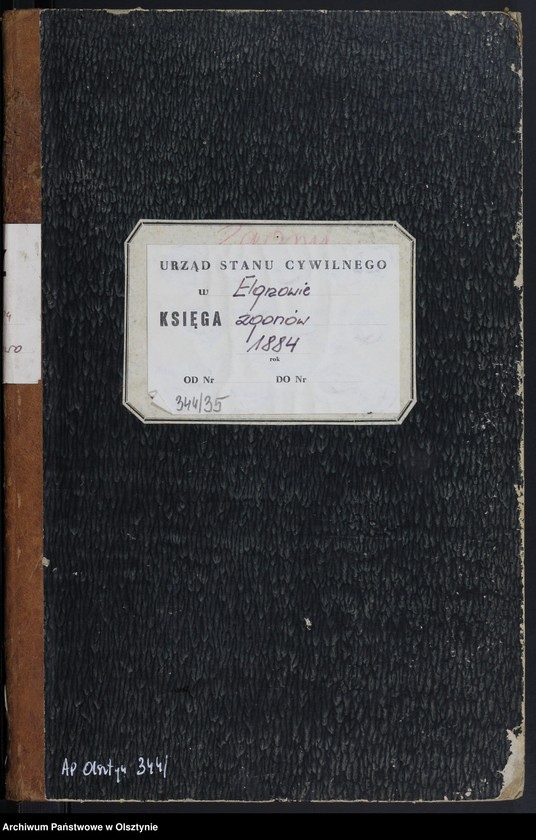 Zgony
URZĄD STANU CYWILNEGO
w Elgnowie
KSIĘGA zgonów
1884
rok
OD Nr DO Nr
344/35
AP Olsztyn 344/
Archiwum Państwowe w Olsztynie